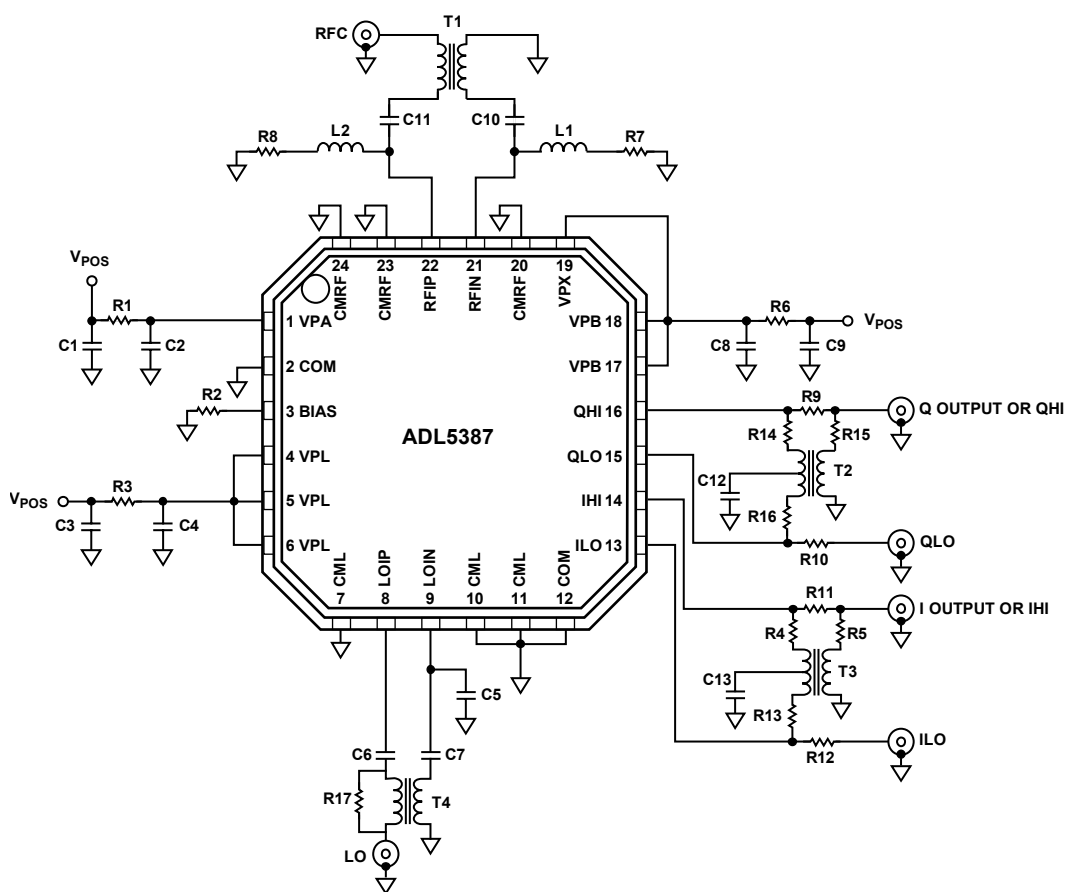 RFC
T1
C11
C10
R8
L2
L1
R7
24
23
22
21
20
19
CMRF
CMRF
RFIP
RFIN
CMRF
VPX
VPOS
R1
C1
C2
1 VPA
2 COM
R2
3 BIAS
4 VPL
VPOS
R3
5 VPL
C3
C4
6 VPL
ADL5387
VPB 18
R6
VPOS
C8
C9
VPB 17
QHI 16
R9
Q OUTPUT OR QHI
R14
R15
QLO 15
C12
T2
IHI 14
R16
ILO 13
R10
QLO
CML
LOIP
LOIN
CML
CML
COM
7
8
9
10
11
12
R11
I OUTPUT OR IHI
R4
R5
C13
T3
R13
R12
ILO
C5
C6
C7
R17
T4
LO